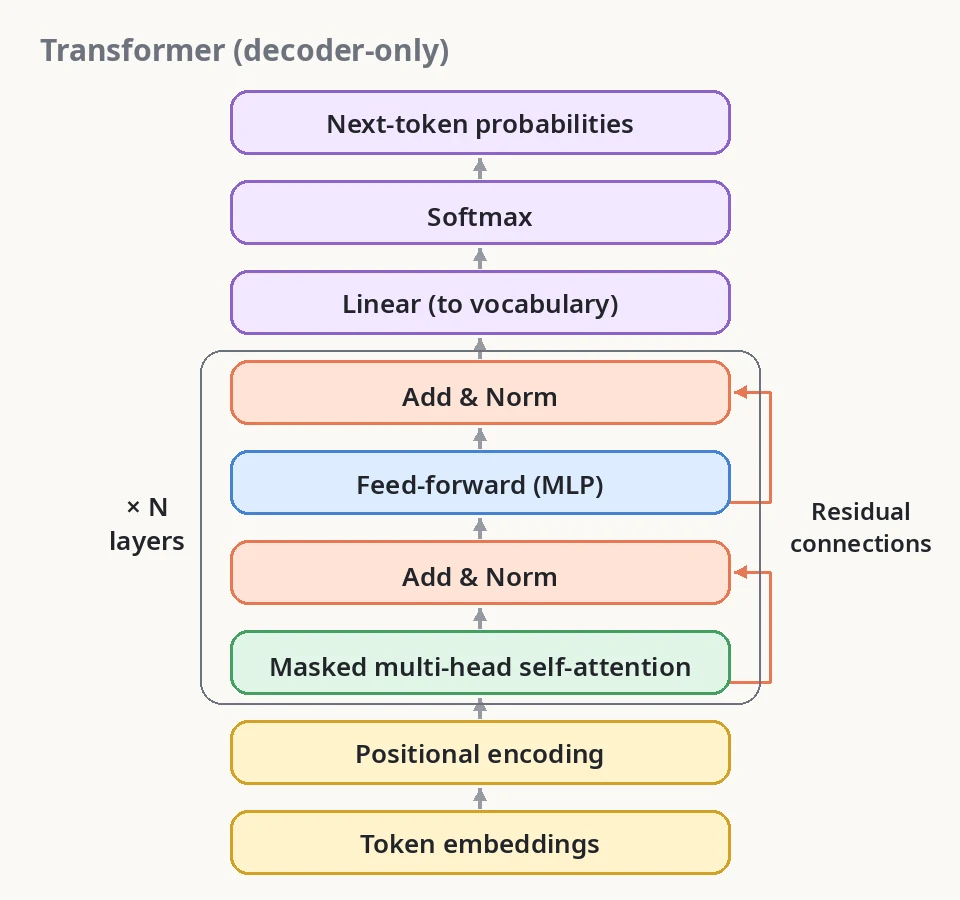 Transformer (decoder-only)
Next-token probabilities
Softmax
Linear (to vocabulary)
Add & Norm
Feed-forward (MLP)
× N
layers
Residual
connections
Add & Norm
Masked multi-head self-attention
Positional encoding
Token embeddings